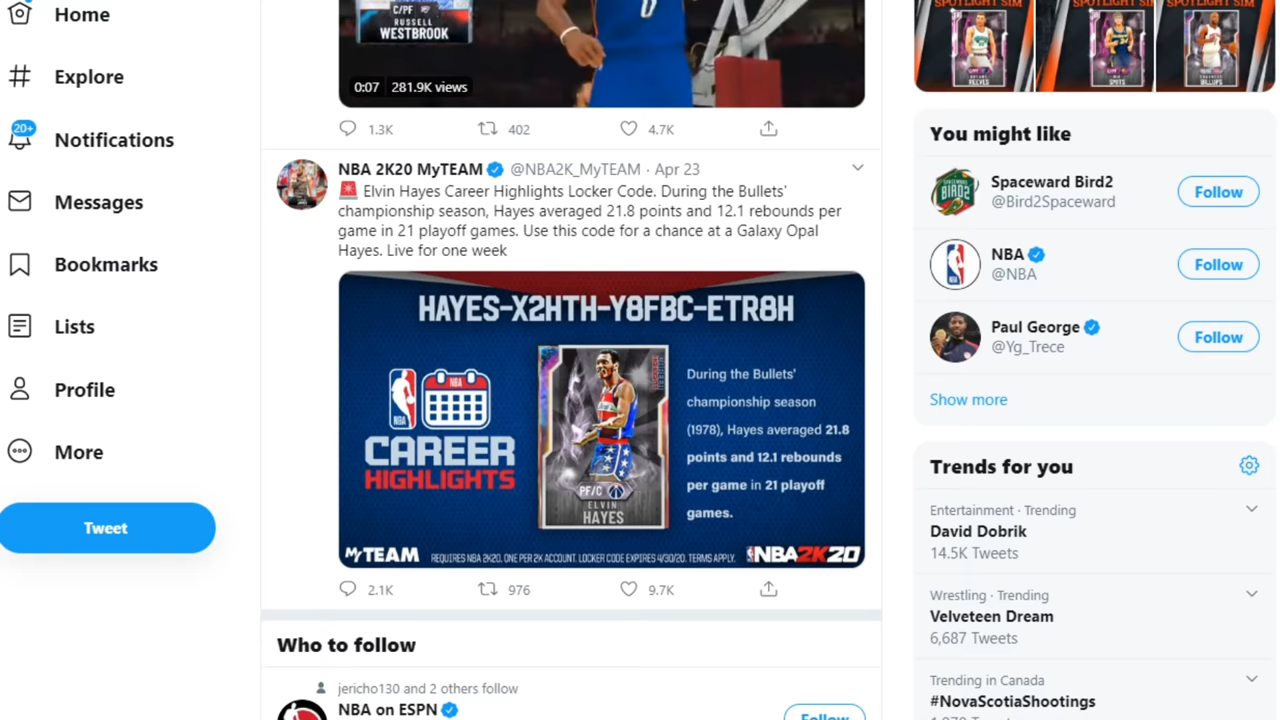 Home
Explore
20+
Notifications
Messages
Bookmarks
Lists
Profile
More
Tweet
C/PF
RUSSELL
WESTBROOK
0
0:07 281.9K views
1.3K 402 4.7K
NBA 2K20 MyTEAM @NBA2K_MyTEAM · Apr 23
Elvin Hayes Career Highlights Locker Code. During the Bullets'
championship season, Hayes averaged 21.8 points and 12.1 rebounds per
game in 21 playoff games. Use this code for a chance at a Galaxy Opal
Hayes. Live for one week
HAYES-X2HTH-Y8FBC-ETR8H
NBA
NBA
CAREER
HIGHLIGHTS
PF/C
ELVIN
HAYES
During the Bullets'
championship season
(1978), Hayes averaged 21.8
points and 12.1 rebounds
per game in 21 playoff
games.
MyTEAM REQUIRES NBA 2K20. ONE PER 2K ACCOUNT. LOCKER CODE EXPIRES 4/30/20. TERMS APPLY. NBA2K20
2.1K 976 9.7K
Who to follow
jericho130 and 2 others follow
NBA on ESPN
Follow
SPOTLIGHT SIM
SPOTLIGHT SIM
SPOTLIGHT SIM
REEVES
SMITS
BILLUPS
You might like
Spaceward Bird2
@Bird2Spaceward
Follow
NBA
@NBA
Follow
Paul George
@Yg_Trece
Follow
Show more
Trends for you
Entertainment · Trending
David Dobrik
14.5K Tweets
Wrestling · Trending
Velveteen Dream
6,687 Tweets
Trending in Canada
#NovaScotiaShootings